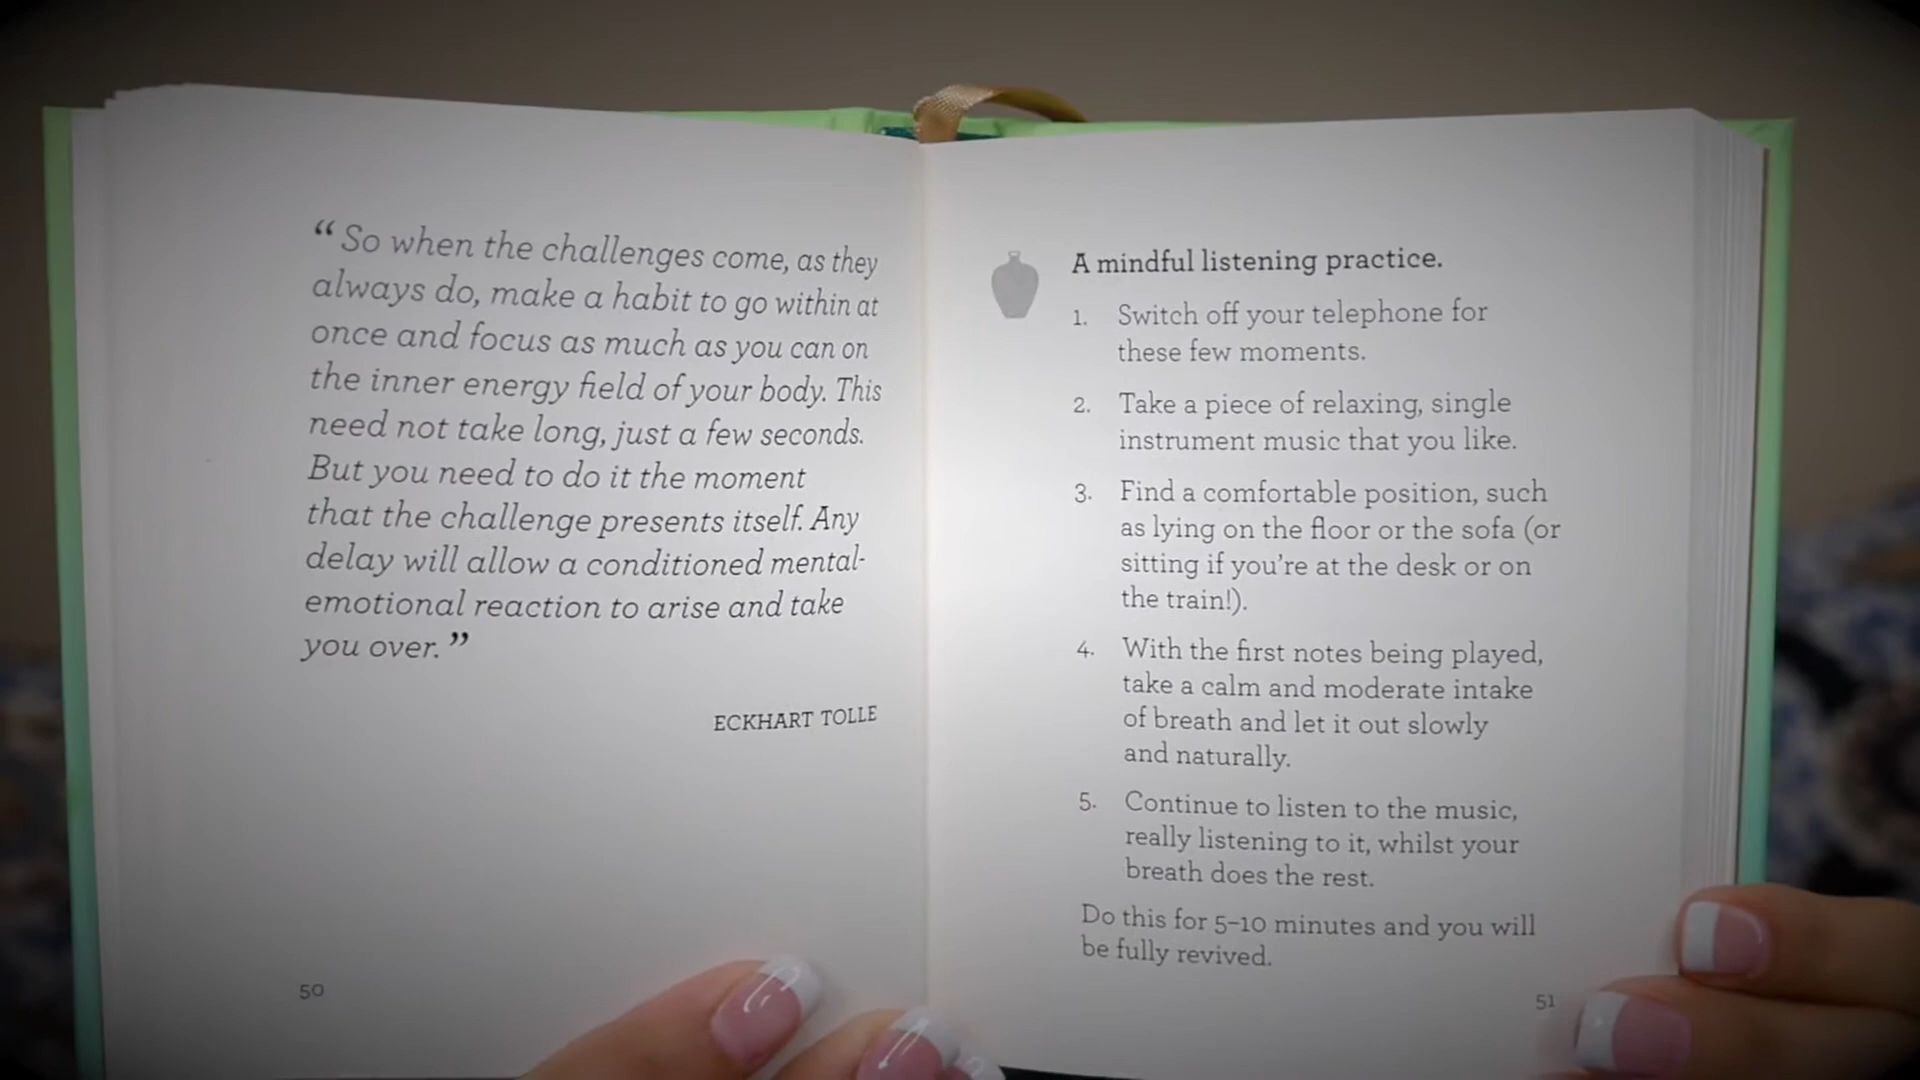 “So when the challenges come, as they
always do, make a habit to go within at
once and focus as much as you can on
the inner energy field of your body. This
need not take long, just a few seconds.
But you need to do it the moment
that the challenge presents itself. Any
delay will allow a conditioned mental-
emotional reaction to arise and take
you over.”
ECKHART TOLLE
50
A mindful listening practice.
1. Switch off your telephone for
these few moments.
2. Take a piece of relaxing, single
instrument music that you like.
3. Find a comfortable position, such
as lying on the floor or the sofa (or
sitting if you’re at the desk or on
the train!).
4. With the first notes being played,
take a calm and moderate intake
of breath and let it out slowly
and naturally.
5. Continue to listen to the music,
really listening to it, whilst your
breath does the rest.
Do this for 5–10 minutes and you will
be fully revived.
51